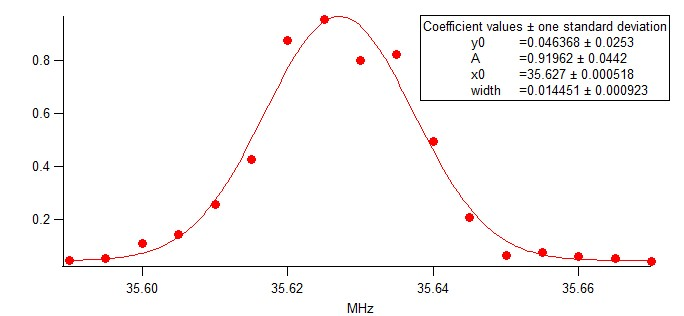 Coefficient values ± one standard deviation
y0 =0.046368 ± 0.0253
A =0.91962 ± 0.0442
x0 =35.627 ± 0.000518
width =0.014451 ± 0.000923
0.8
0.6
0.4
0.2
35.60 35.62 35.64 35.66
MHz